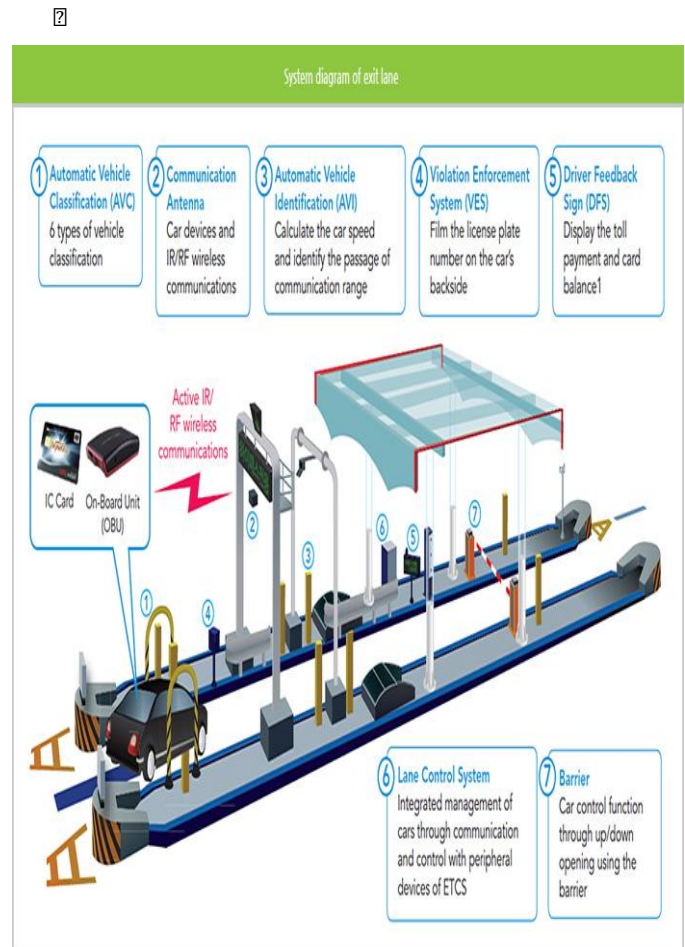 System diagram of exit lane
① Automatic Vehicle
Classification (AVC)
6 types of vehicle
classification
② Communication
Antenna
Car devices and
IR/RF wireless
communications
③ Automatic Vehicle
Identification (AVI)
Calculate the car speed
and identify the passage of
communication range
④ Violation Enforcement
System (VES)
Film the license plate
number on the car's
backside
⑤ Driver Feedback
Sign (DFS)
Display the toll
payment and card
balance1
Active IR/
RF wireless
communications
IC Card
On-Board Unit
(OBU)
①
④
②
③
⑥
⑤
⑦
⑥ Lane Control System
Integrated management of
cars through communication
and control with peripheral
devices of ETCS
⑦ Barrier
Car control function
through up/down
opening using the
barrier